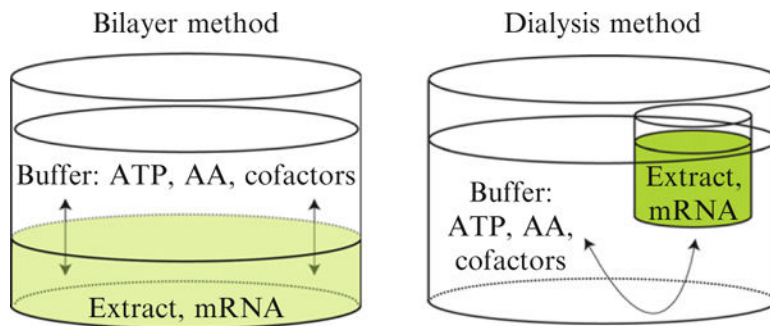 Bilayer method
Buffer: ATP, AA, cofactors
Extract, mRNA
Dialysis method
Extract,
mRNA
Buffer:
ATP, AA,
cofactors